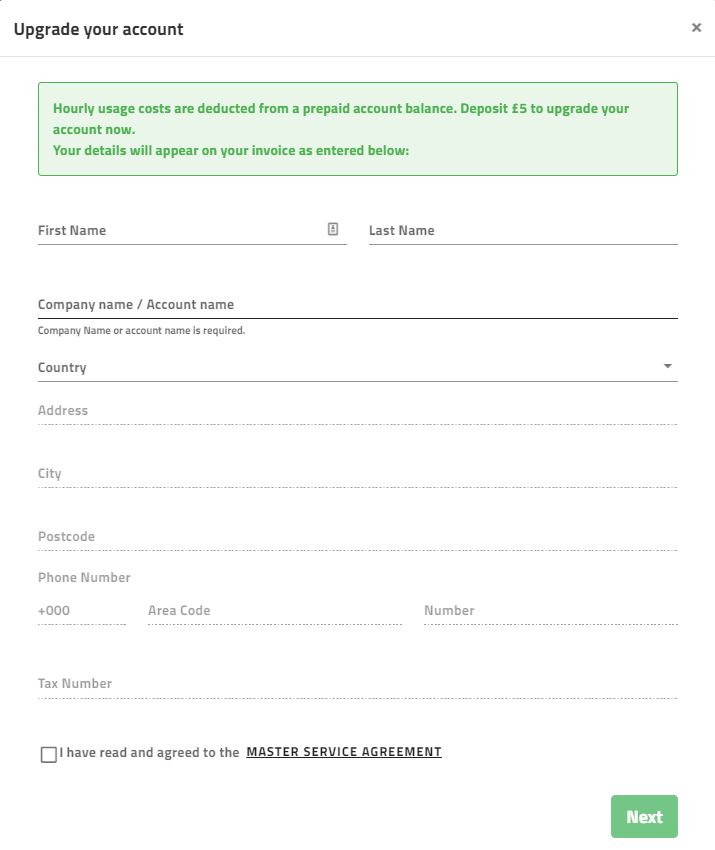 Upgrade your account
×
Hourly usage costs are deducted from a prepaid account balance. Deposit £5 to upgrade your
account now.
Your details will appear on your invoice as entered below:
First Name
Last Name
Company name / Account name
Company Name or account name is required.
Country
Address
City
Postcode
Phone Number
+000 Area Code Number
Tax Number
I have read and agreed to the MASTER SERVICE AGREEMENT
Next